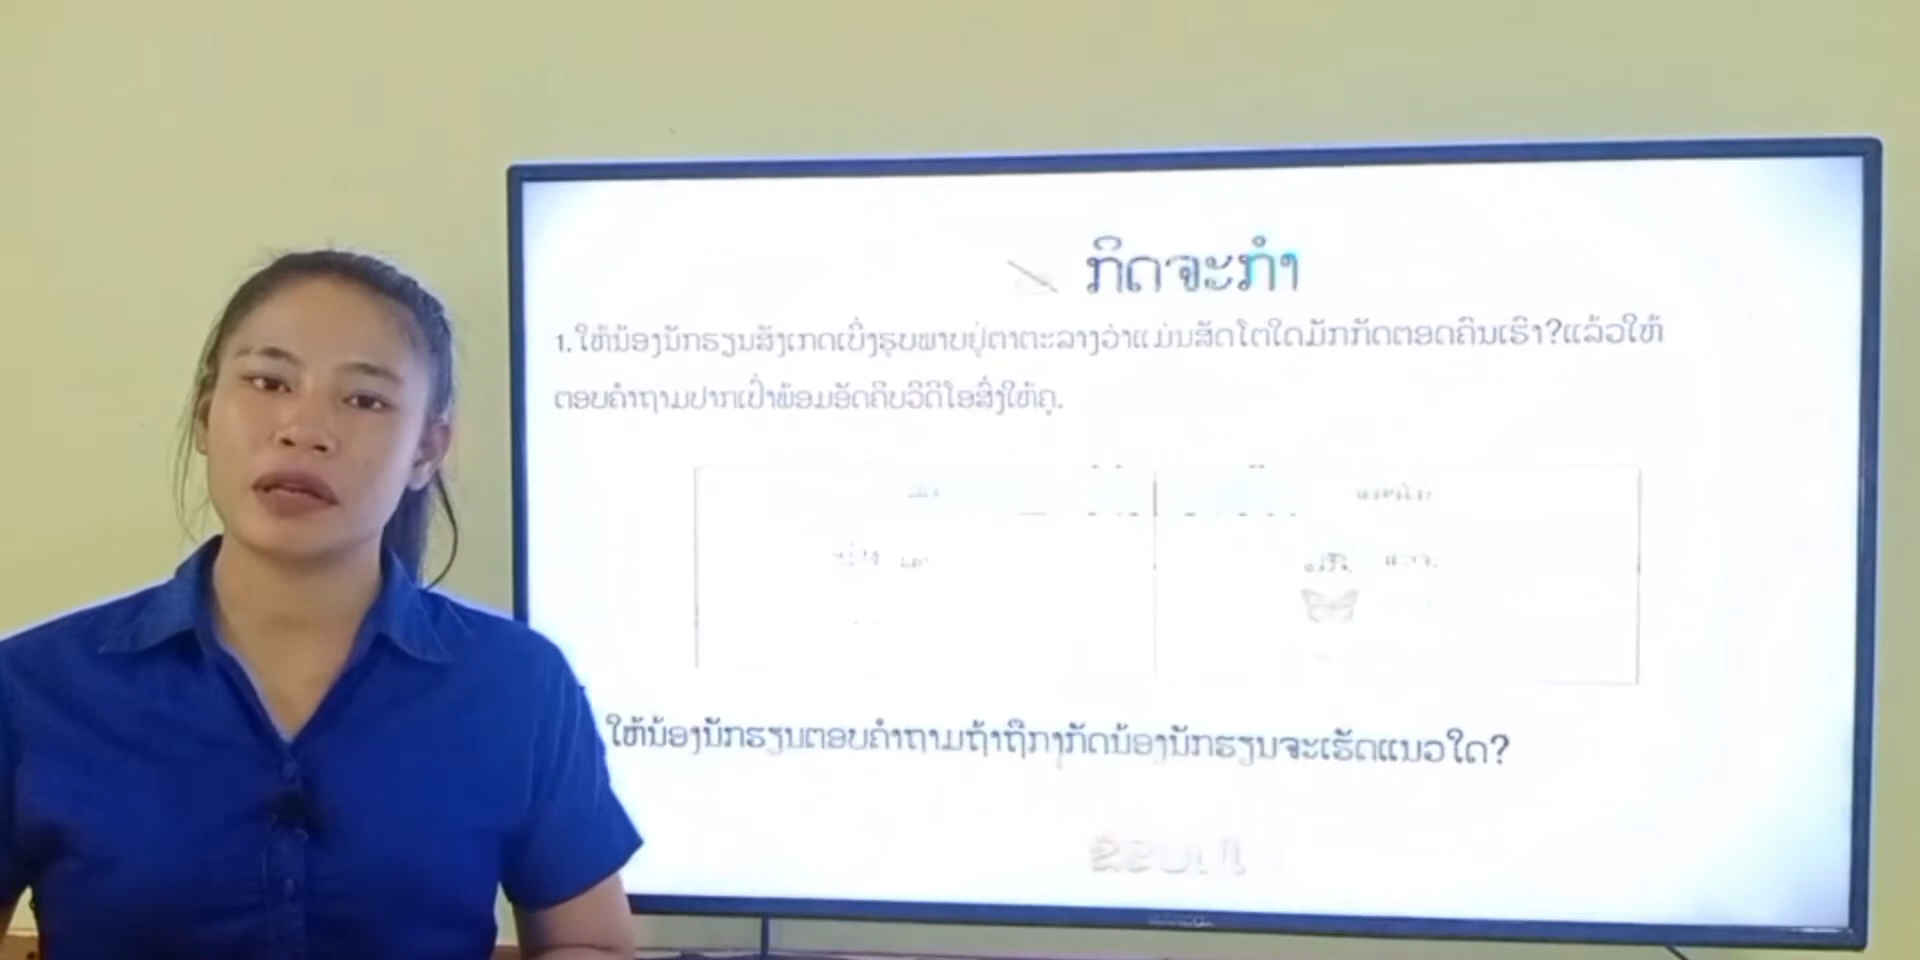 ກິດຈະກຳ
1. ໃຫ້ນ້ອງນັກຮຽນສັງເກດເບິ່ງຮູບພາບຢູ່ຕາຕະລາງວ່າແມ່ນສັດໂຕໃດມັກກັດຕອດຄົນເຮົາ?ແລ້ວໃຫ້
ຕອບຄຳຖາມປາກເປົ່າພ້ອມອັດຄິບວິດີໂອສົ່ງໃຫ້ຄູ.
ໃຫ້ນ້ອງນັກຮຽນຕອບຄຳຖາມຖ້າຖືກງູກັດນ້ອງນັກຮຽນຈະເຮັດແນວໃດ?